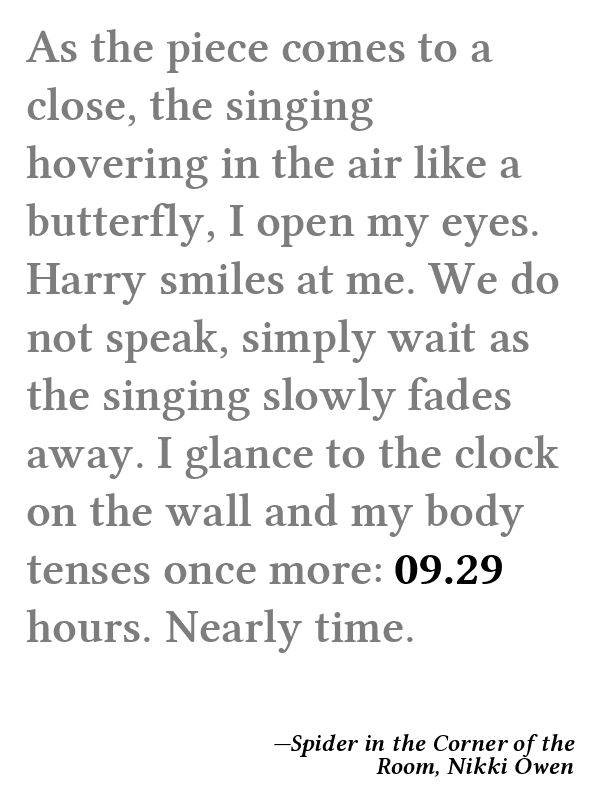 As the piece comes to a
close, the singing
hovering in the air like a
butterfly, I open my eyes.
Harry smiles at me. We do
not speak, simply wait as
the singing slowly fades
away. I glance to the clock
on the wall and my body
tenses once more: 09.29
hours. Nearly time.
—Spider in the Corner of the
Room, Nikki Owen